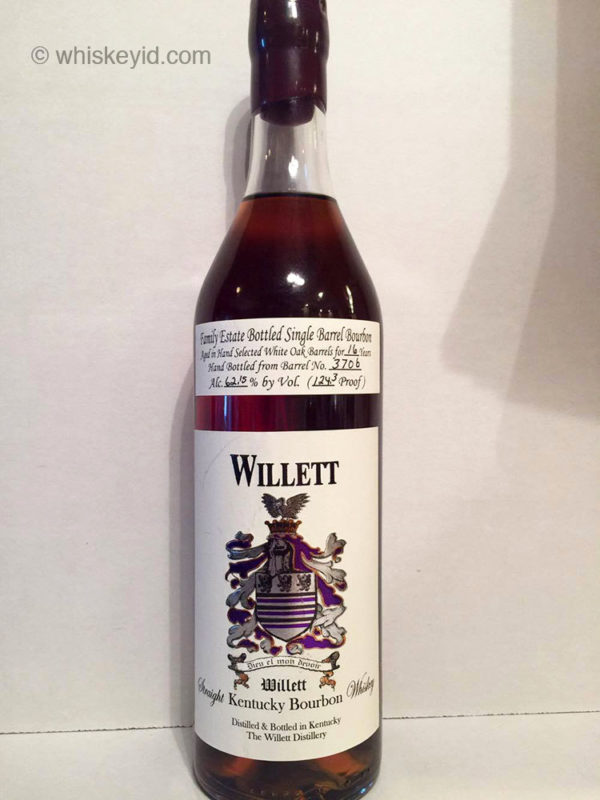 © whiskeyid.com
Family Estate Bottled Single Barrel Bourbon
Aged in Hand Selected White Oak Barrels for 16 Years
Hand Bottled from Barrel No. 3706
Alc. 62.15 % by Vol. (124.3 Proof)
WILLETT
Dieu el mon devoir
Willett
Straight Kentucky Bourbon Whiskey
Distilled & Bottled in Kentucky
The Willett Distillery